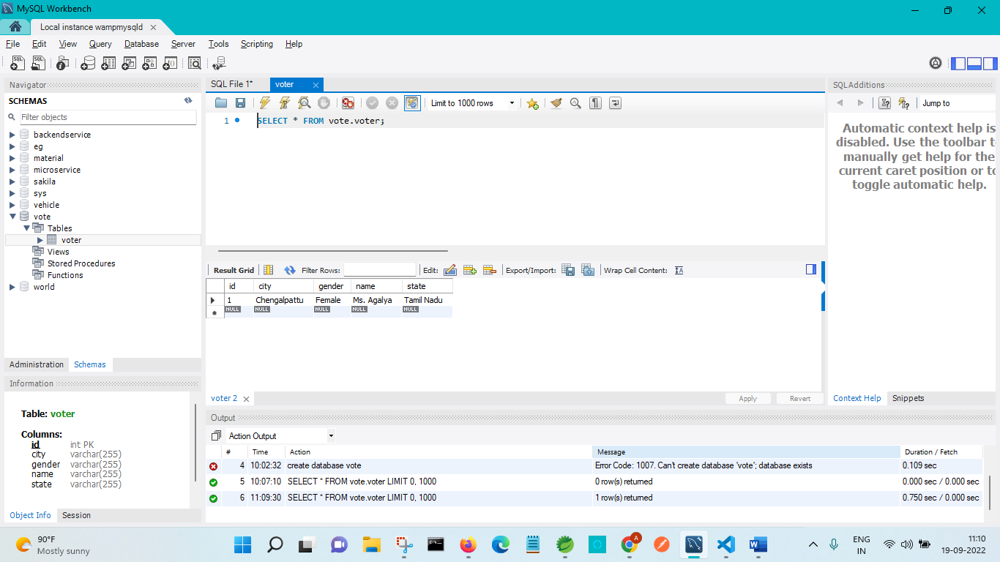 MySQL Workbench
Local instance wampmysqld
File Edit View Query Database Server Tools Scripting Help
Navigator
SCHEMAS
Filter objects
backendservice
eg
material
microservice
sakila
sys
vehicle
vote
Tables
voter
Views
Stored Procedures
Functions
world
Administration Schemas
Information
Table: voter
Columns:
id int PK
city varchar(255)
gender varchar(255)
name varchar(255)
state varchar(255)
Object Info Session
SQL File 1* voter
Limit to 1000 rows
1 SELECT * FROM vote.voter;
Result Grid Filter Rows: Edit: Export/Import: Wrap Cell Content: IA
id city gender name state
1 Chengalpattu Female Ms. Agalya Tamil Nadu
NULL NULL NULL NULL NULL
voter 2 Apply Revert
Output
Action Output
# Time Action Message Duration / Fetch
4 10:02:32 create database vote Error Code: 1007. Can't create database 'vote'; database exists 0.109 sec
5 10:07:10 SELECT * FROM vote.voter LIMIT 0, 1000 0 row(s) returned 0.000 sec / 0.000 sec
6 11:09:30 SELECT * FROM vote.voter LIMIT 0, 1000 1 row(s) returned 0.750 sec / 0.000 sec
SQLAdditions
Jump to
Automatic context help is
disabled. Use the toolbar t
manually get help for the
current caret position or to
toggle automatic help.
Context Help Snippets
90°F
Mostly sunny
A
ENG
IN
11:10
19-09-2022